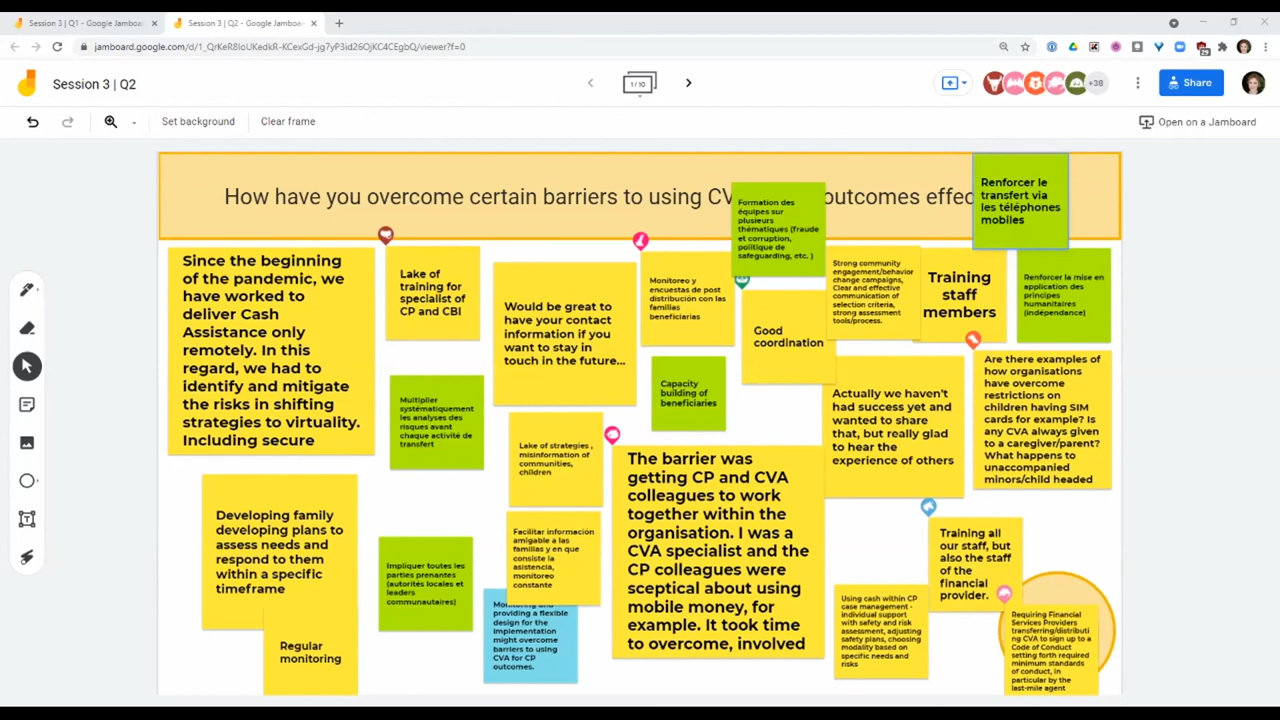 Session 3 | Q1 - Google Jamboa
Session 3 | Q2 - Google Jamboa
jamboard.google.com/d/1_QrKeR8IoUKedkR-KCexGd-jg7yP3id26OjKC4CEgbQ/viewer?f=0
Session 3 | Q2
1/10
+38
Share
Set background
Clear frame
Open on a Jamboard
How have you overcome certain barriers to using CV
outcomes effec
Formation des
équipes sur
plusieurs
thématiques (fraude
et corruption,
politique de
safeguarding, etc. )
Renforcer le
transfert via
les téléphones
mobiles
Since the beginning
of the pandemic, we
have worked to
deliver Cash
Assistance only
remotely. In this
regard, we had to
identify and mitigate
the risks in shifting
strategies to virtuality.
Including secure
Lake of
training for
specialist of
CP and CBI
Would be great to
have your contact
information if you
want to stay in
touch in the future...
Monitoreo y
encuestas de post
distribución con las
familias
beneficiarias
Good
coordination
Strong community
engagement/behavior
change campaigns,
Clear and effective
communication of
selection criteria,
strong assessment
tools/process.
Training
staff
members
Renforcer la mise en
application des
principes
humanitaires
(indépendance)
Multiplier
systématiquement
les analyses des
risques avant
chaque activité de
transfert
Capacity
building of
beneficiaries
Actually we haven't
had success yet and
wanted to share
that, but really glad
to hear the
experience of others
Are there examples of
how organisations
have overcome
restrictions on
children having SIM
cards for example? Is
any CVA always given
to a caregiver/parent?
What happens to
unaccompanied
minors/child headed
Lake of strategies ,
misinformation of
communities,
children
The barrier was
getting CP and CVA
colleagues to work
together within the
organisation. I was a
CVA specialist and the
CP colleagues were
sceptical about using
mobile money, for
example. It took time
to overcome, involved
Developing family
developing plans to
assess needs and
respond to them
within a specific
timeframe
Regular
monitoring
Impliquer toutes les
parties prenantes
(autorités locales et
leaders
communautaires)
Facilitar información
amigable a las
familias y en que
consiste la
asistencia, monitoreo
constante
Monitoring and
providing a flexible
design for the
implementation
might overcome
barriers to using
CVA for CP
outcomes.
Training all
our staff, but
also the staff
of the
financial
provider.
Using cash within CP
case management -
individual support
with safety and risk
assessment, adjusting
safety plans, choosing
modality based on
specific needs and
risks
Requiring Financial
Services Providers
transferring/distributi
ng CVA to sign up to a
Code of Conduct
setting forth required
minimum standards
of conduct, in
particular by the
last-mile agent